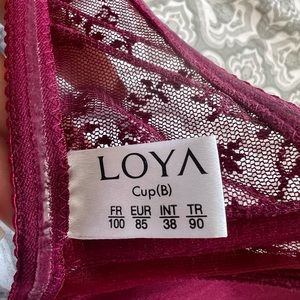 LOYA
Cup(B)
FR EUR INT TR
100 85 38 90